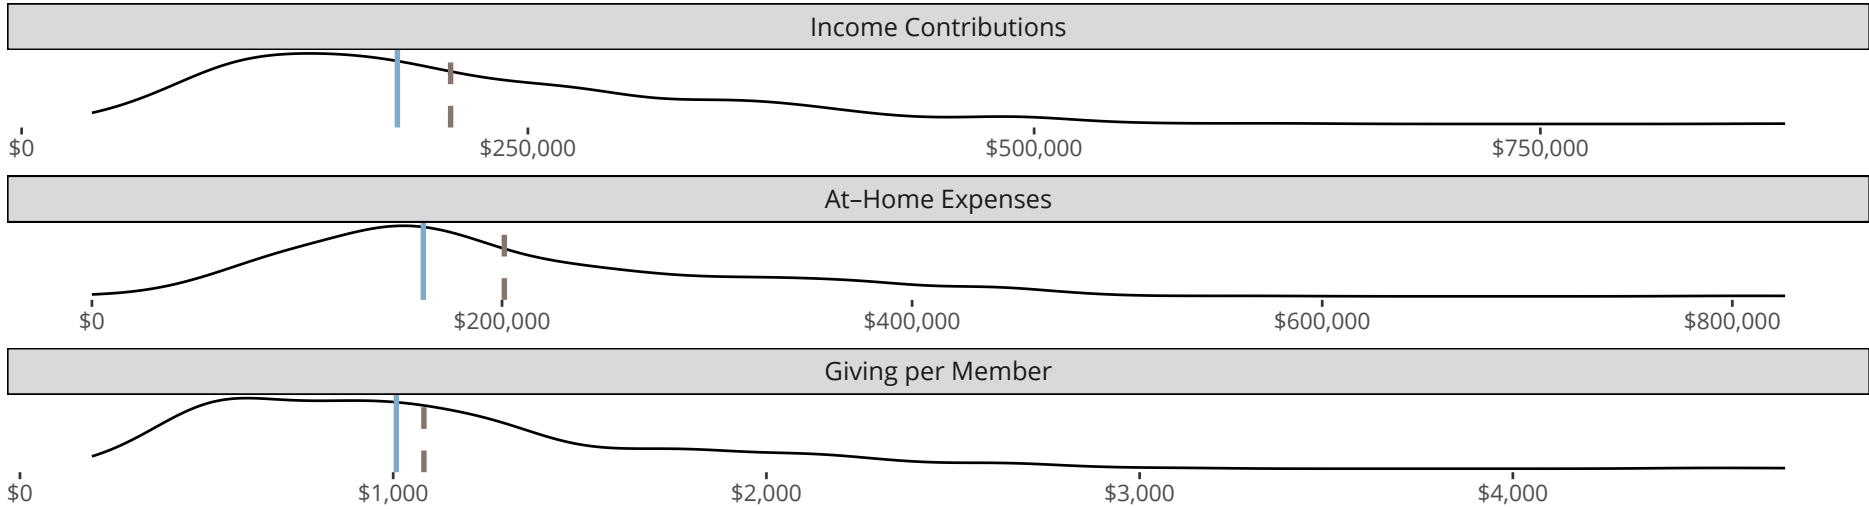 Income Contributions
$0 $250,000 $500,000 $750,000
At–Home Expenses
$0 $200,000 $400,000 $600,000 $800,000
Giving per Member
$0 $1,000 $2,000 $3,000 $4,000